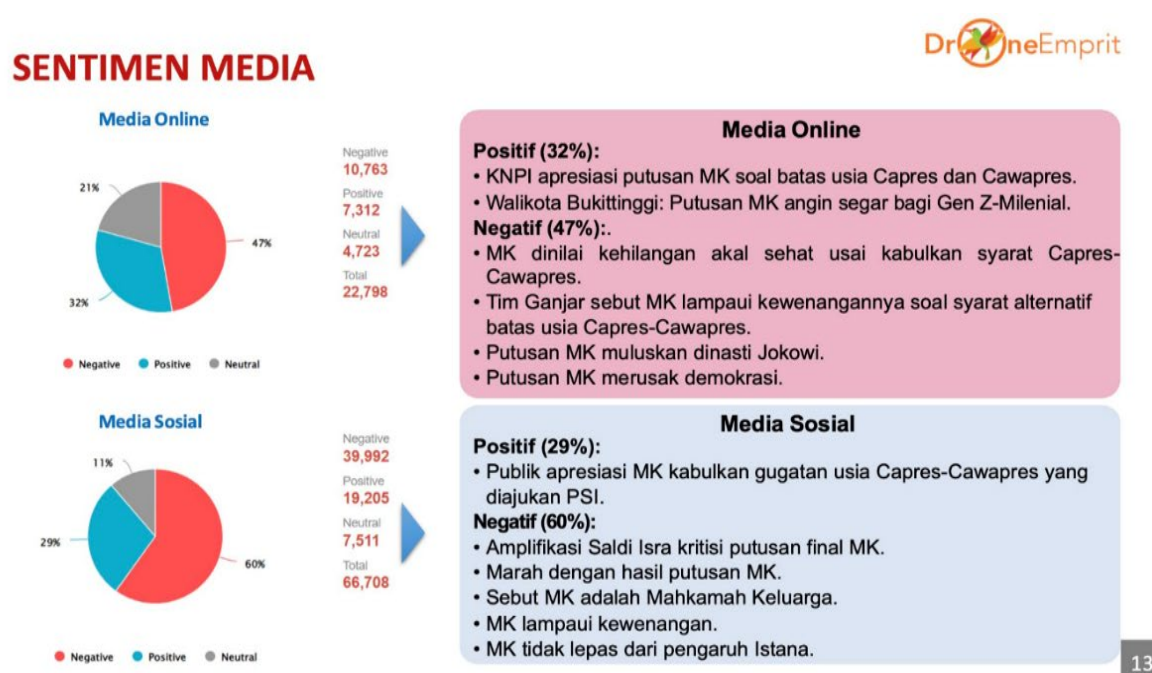 DroneEmprit
SENTIMEN MEDIA
Media Online
21%
47%
32%
Negative
Positive
Neutral
Negative
10,763
Positive
7,312
Neutral
4,723
Total
22,798
Media Online
Positif (32%):
• KNPI apresiasi putusan MK soal batas usia Capres dan Cawapres.
• Walikota Bukittinggi: Putusan MK angin segar bagi Gen Z-Milenial.
Negatif (47%):.
• MK dinilai kehilangan akal sehat usai kabulkan syarat Capres-
Cawapres.
• Tim Ganjar sebut MK lampaui kewenangannya soal syarat alternatif
batas usia Capres-Cawapres.
• Putusan MK muluskan dinasti Jokowi.
• Putusan MK merusak demokrasi.
Media Sosial
11%
29%
60%
Negative
Positive
Neutral
Negative
39,992
Positive
19,205
Neutral
7,511
Total
66,708
Media Sosial
Positif (29%):
• Publik apresiasi MK kabulkan gugatan usia Capres-Cawapres yang
diajukan PSI.
Negatif (60%):
• Amplifikasi Saldi Isra kritisi putusan final MK.
• Marah dengan hasil putusan MK.
• Sebut MK adalah Mahkamah Keluarga.
• MK lampaui kewenangan.
• MK tidak lepas dari pengaruh Istana.
13